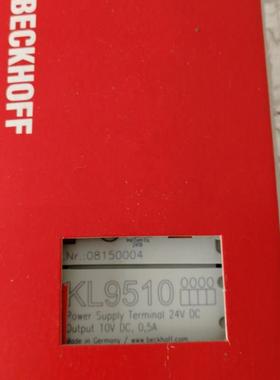 BECKHOFF
Nr.:08150004
KL9510 0000
Power Supply Terminal 24V DC
Output 10V DC, 0,5A
Made in Germany / www.beckhoff.com